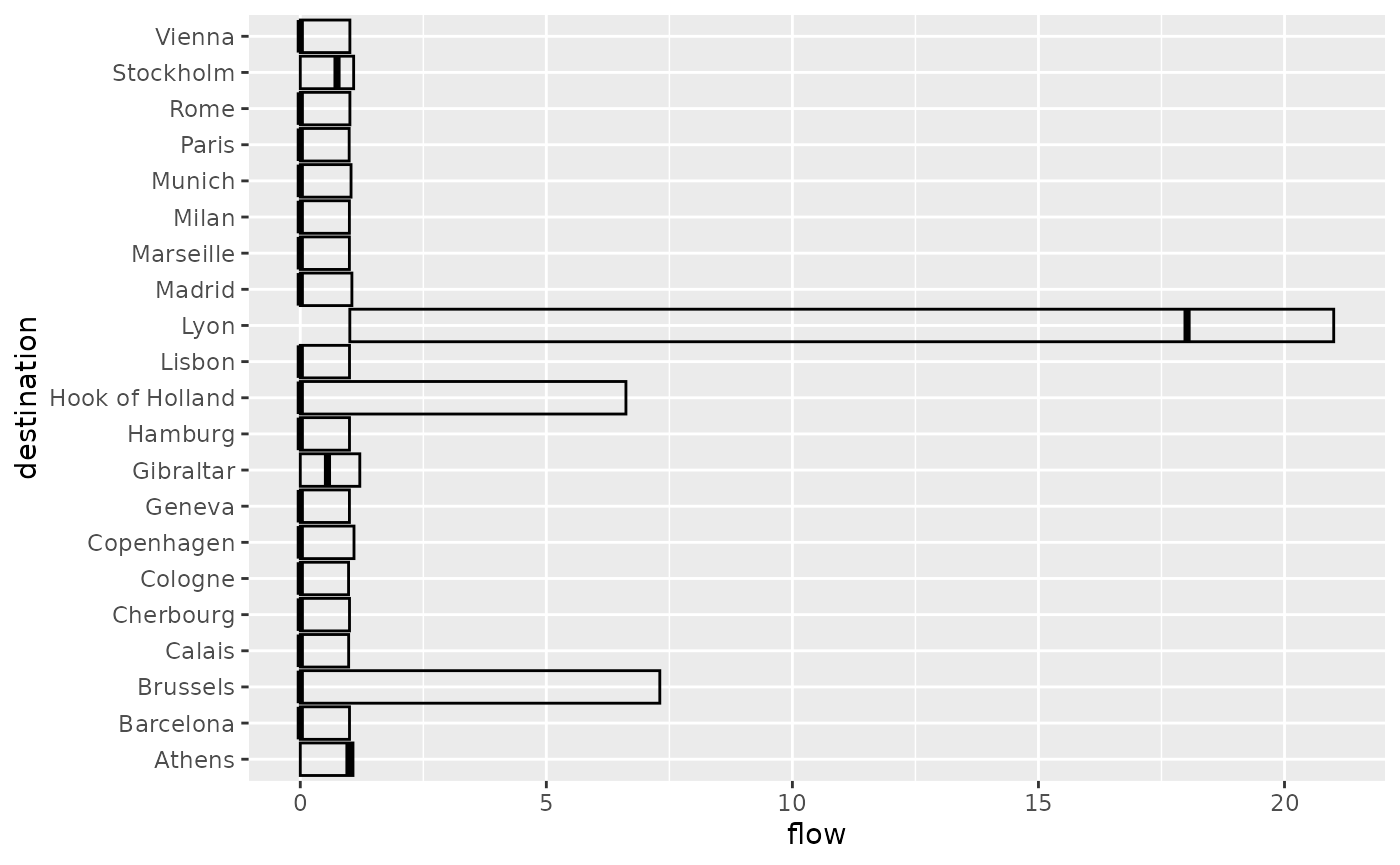 Vienna
Stockholm
Rome
Paris
Munich
Milan
Marseille
Madrid
Lyon
Lisbon
Hook of Holland
Hamburg
Gibraltar
Geneva
Copenhagen
Cologne
Cherbourg
Calais
Brussels
Barcelona
Athens
destination
0 5 10 15 20
flow